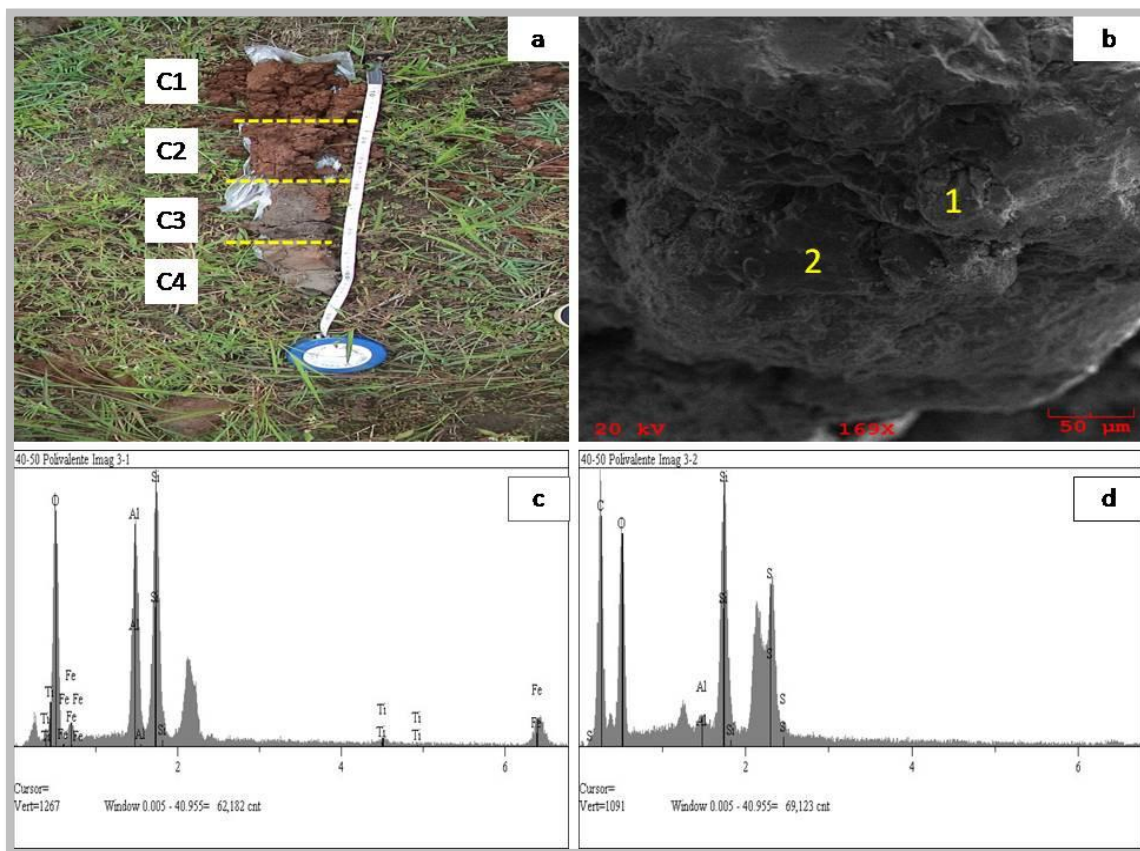 a
C1
C2
C3
C4
b
1
2
20 kV 169X 50 µm
40-50 Polivalente Imag 3-1
c
Si
O
Al
Si
Al
Fe
Ti
Fe Fe
Ti
Fe
Ti
Fe
Fe
Al
Si
Ti
Ti
Ti
Ti
Fe
Fe
2 4 6
Cursor=
Vert=1267 Window 0.005 - 40.955= 62,182 cnt
40-50 Polivalente Imag 3-2
d
Si
C
O
S
Si
S
Al
S
Al
Si
S
S
2 4 6
Cursor=
Vert=1091 Window 0.005 - 40.955= 69,123 cnt